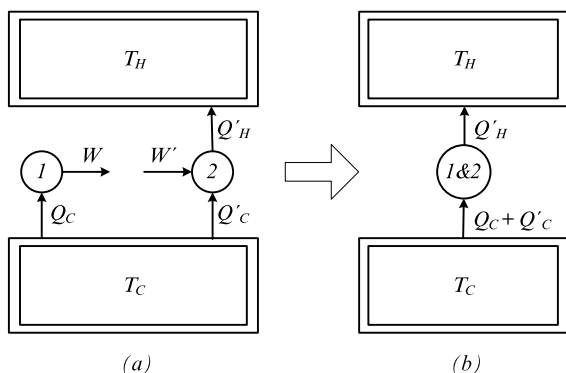 T_H T_H
Q´_H Q´_H
W W´
1 2 1&2
Q_C Q´_C Q_C + Q´_C
T_C T_C
(a) (b)